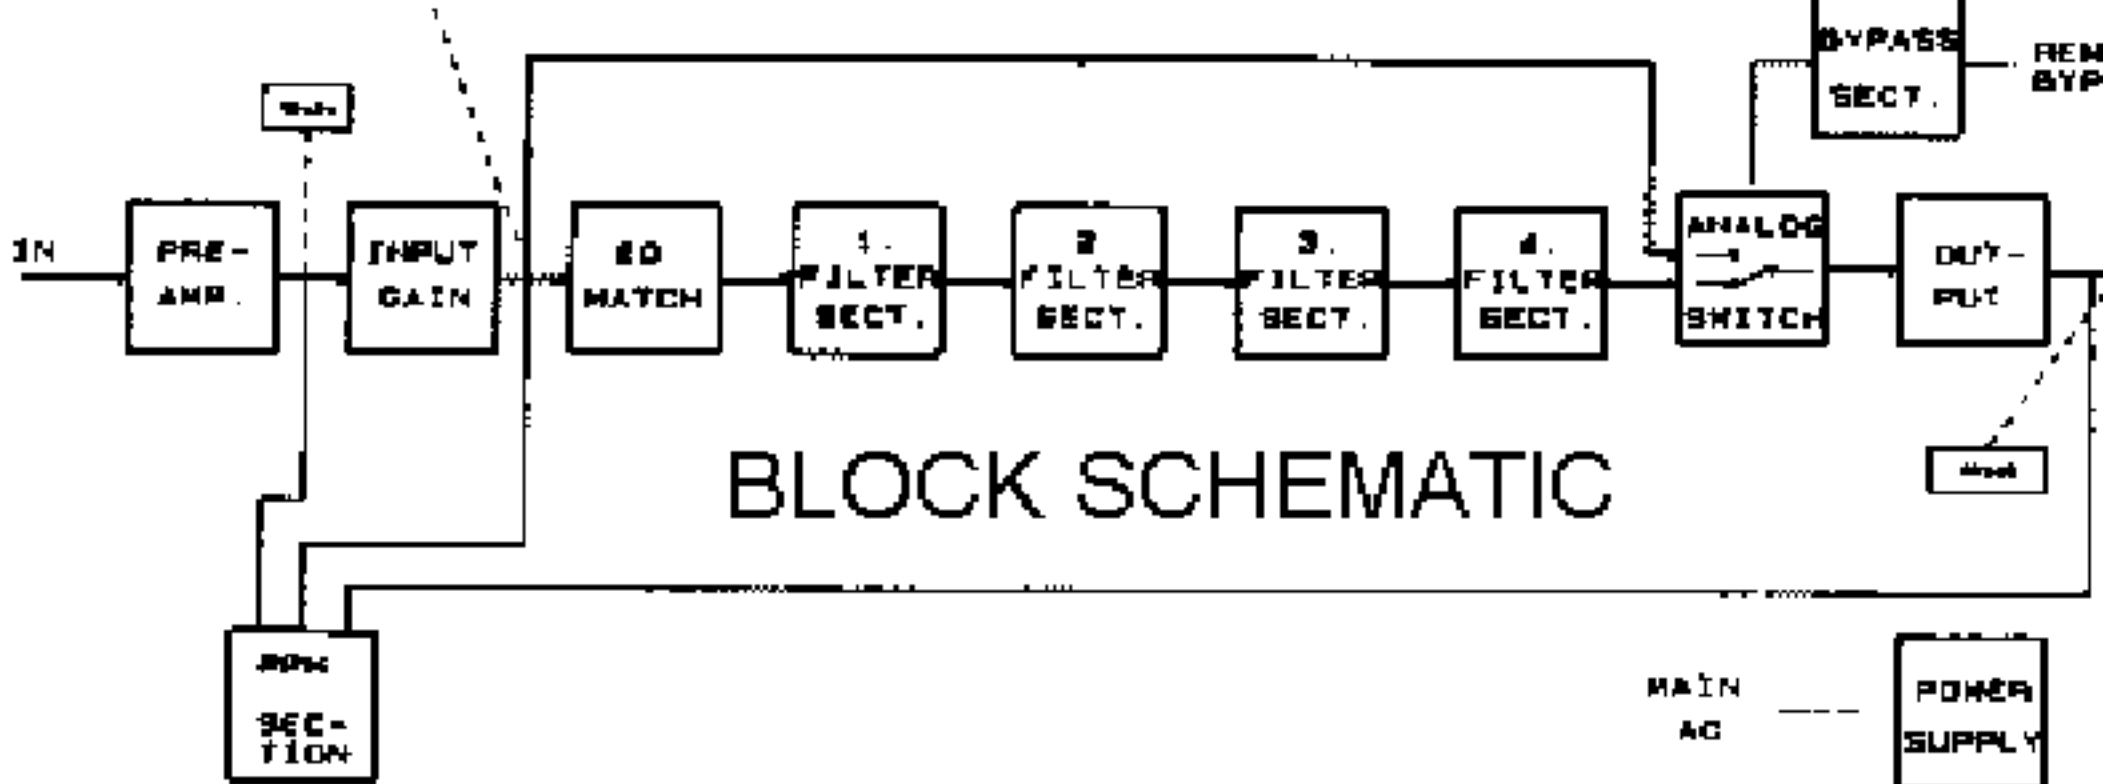 BYPASS
SECT.
IN
PRE-
AMP.
INPUT
GAIN
EQ
MATCH
1.
FILTER
SECT.
2
FILTER
SECT.
3.
FILTER
SECT.
4.
FILTER
SECT.
ANALOG
SWITCH
OUT-
PUT
BLOCK SCHEMATIC
SEC-
TION
MAIN
AC
POWER
SUPPLY